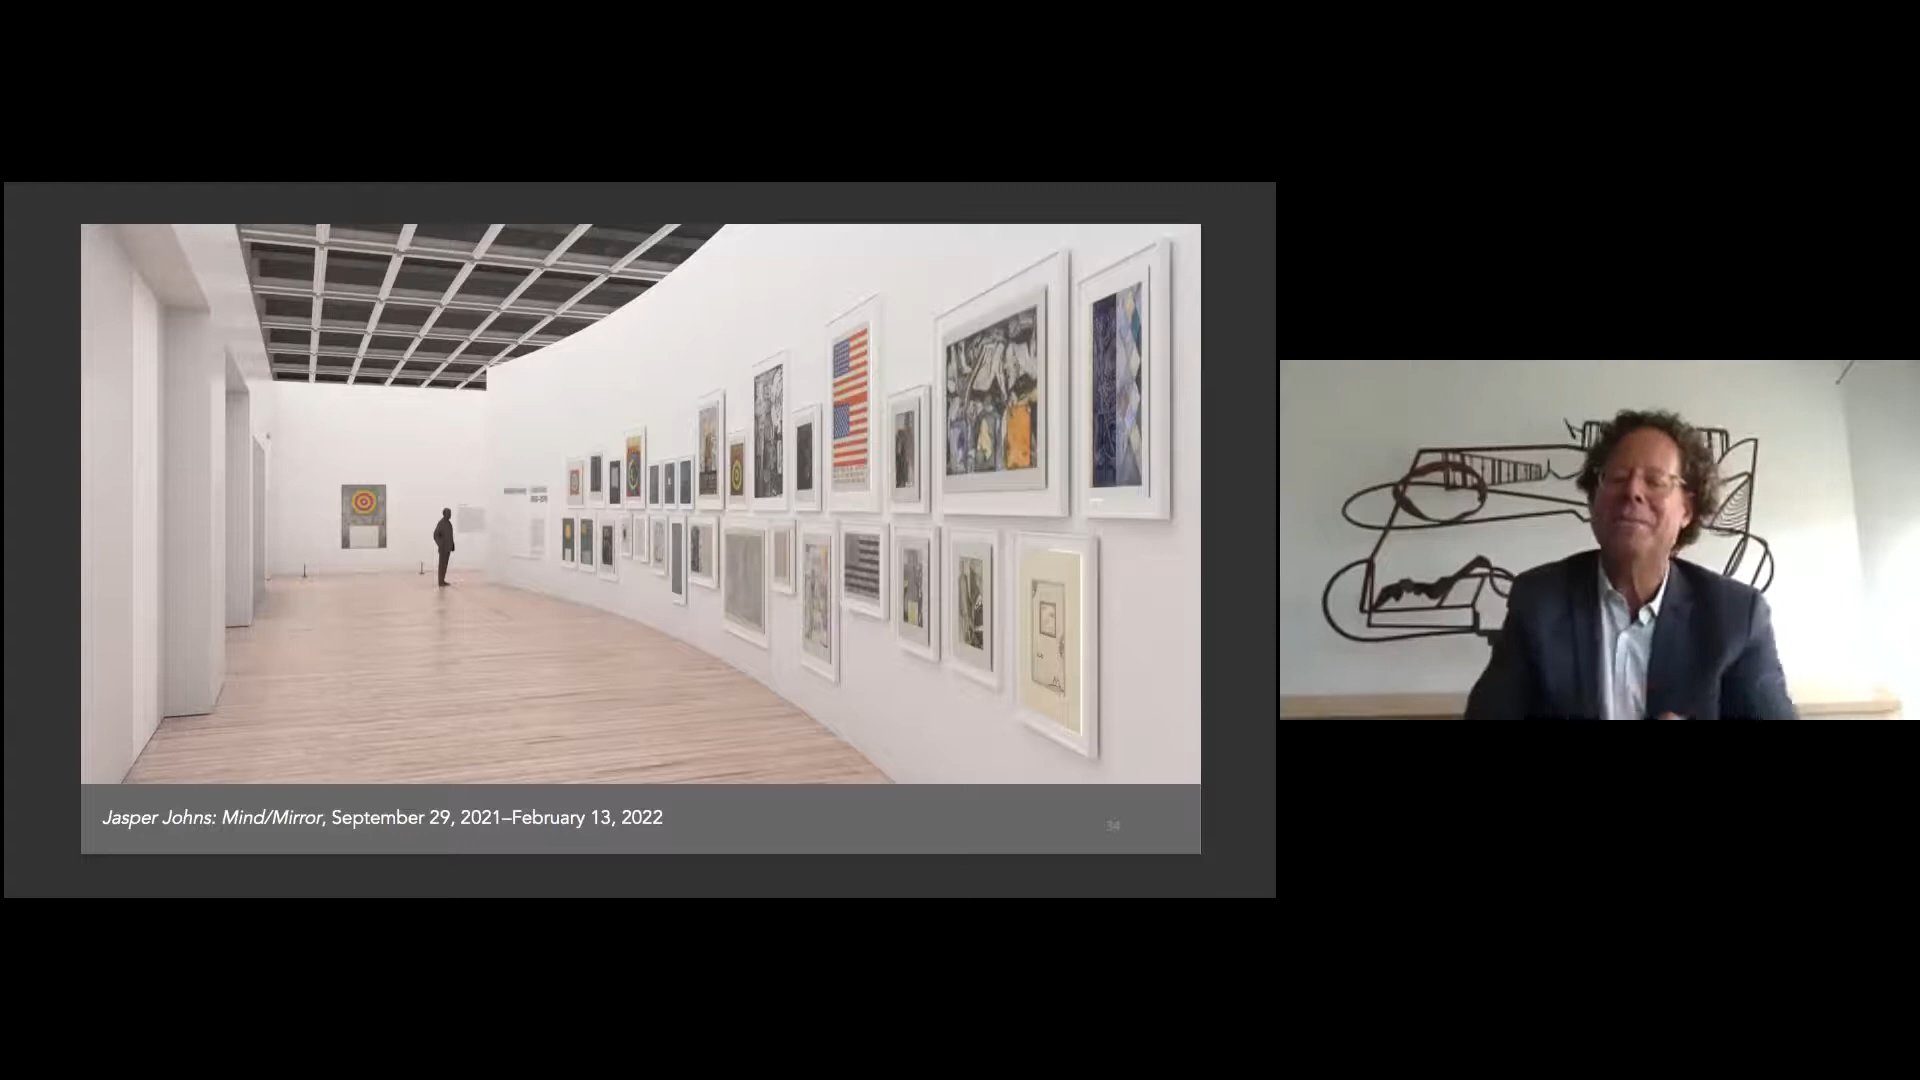 Jasper Johns: Mind/Mirror, September 29, 2021–February 13, 2022
34